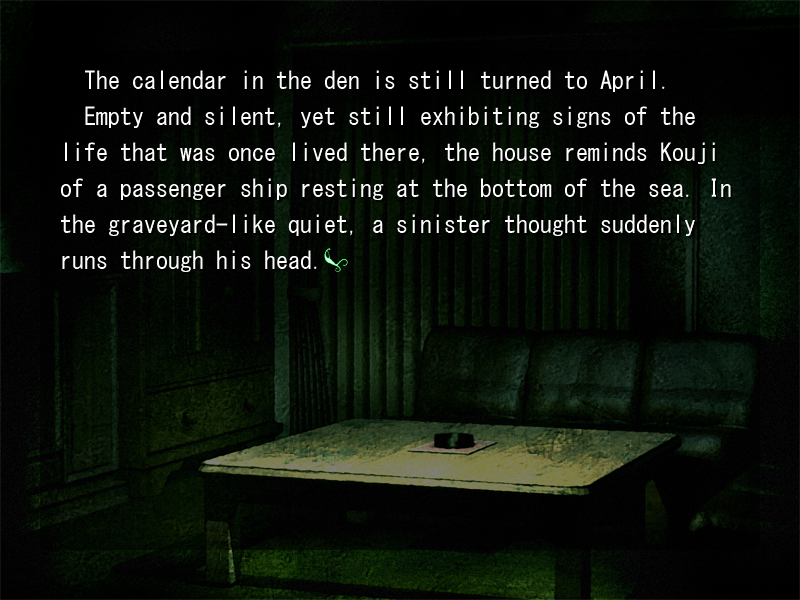 The calendar in the den is still turned to April.
Empty and silent, yet still exhibiting signs of the
life that was once lived there, the house reminds Kouji
of a passenger ship resting at the bottom of the sea. In
the graveyard-like quiet, a sinister thought suddenly
runs through his head.